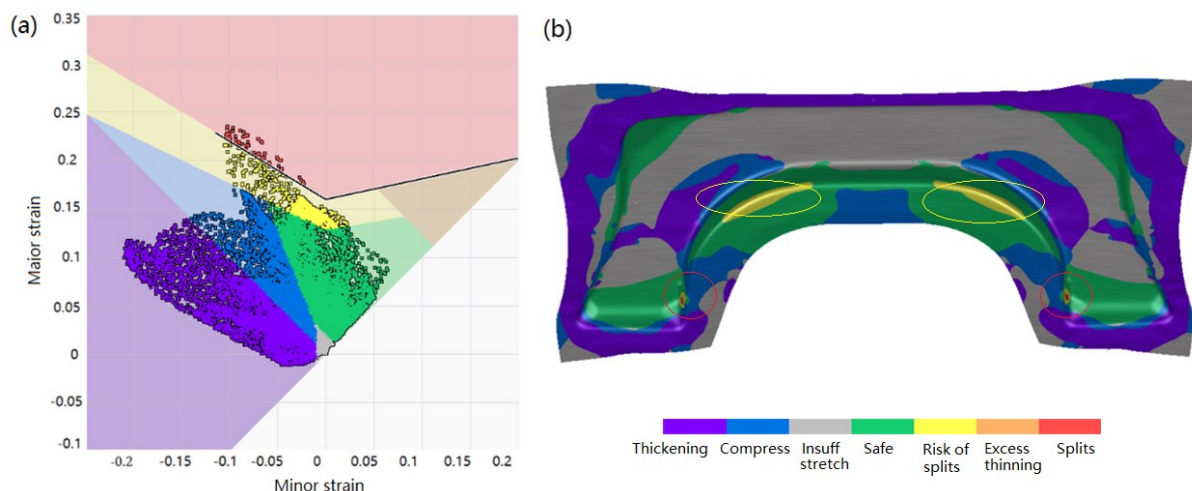 (a)
0.35
0.3
0.25
0.2
0.15
0.1
0.05
0
-0.05
-0.1
Maior strain
-0.2 -0.15 -0.1 -0.05 0 0.05 0.1 0.15 0.2
Minor strain
(b)
Thickening Compress Insuff stretch Safe Risk of splits Excess thinning Splits